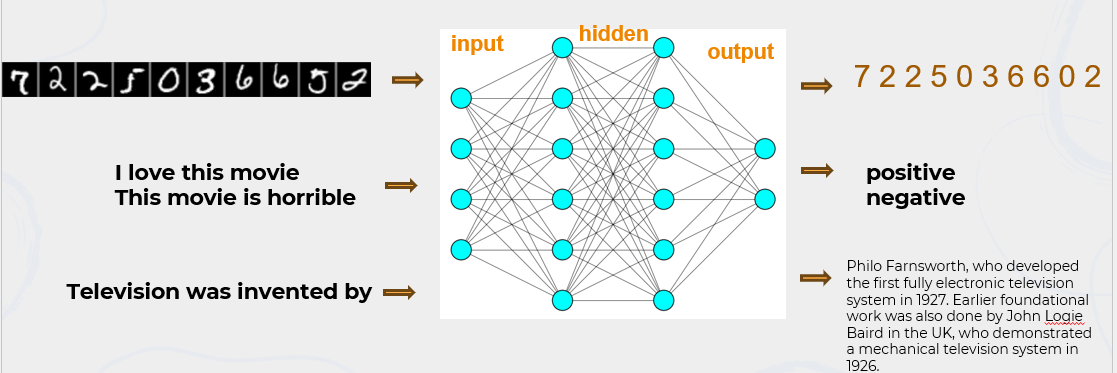 input
hidden
output
7 2 2 5 0 3 6 6 5 2
7 2 2 5 0 3 6 6 0 2
I love this movie
This movie is horrible
positive
negative
Television was invented by
Philo Farnsworth, who developed
the first fully electronic television
system in 1927. Earlier foundational
work was also done by John Logie
Baird in the UK, who demonstrated
a mechanical television system in
1926.